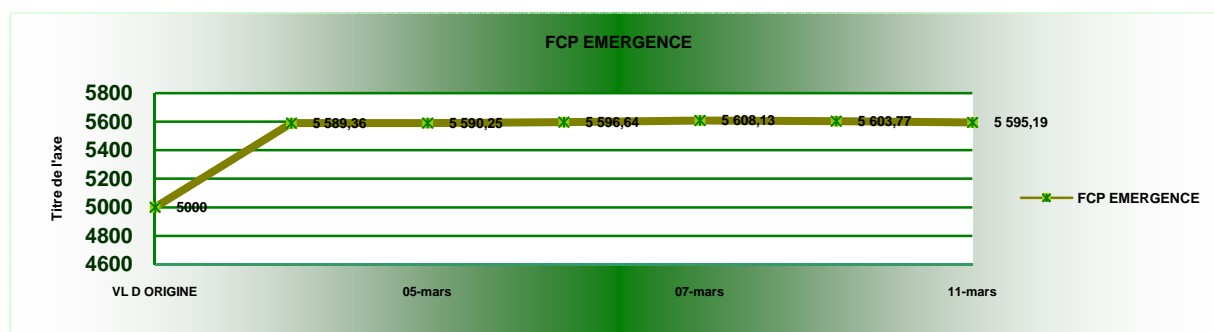 FCP EMERGENCE
5800
5600
5400
5200
5000
4800
4600
Titre de l'axe
5000
5 589,36
5 590,25
5 596,64
5 608,13
5 603,77
5 595,19
FCP EMERGENCE
VL D ORIGINE
05-mars
07-mars
11-mars